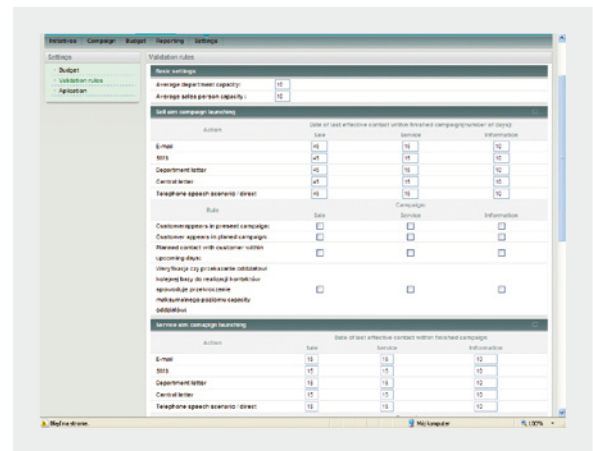 Initiatives Campaign Budget Reporting Settings
Settings
Budget
Validation rules
Aplication
Validation rules
Basic settings
Average department capacity: 10
Average sales person capacity: 10
Sell aim campaign launching
Action
Date of last effective contact within finished campaign(number of days):
Sale Service Information
E-mail 45 15 10
SMS 45 15 10
Department letter 45 15 10
Central letter 45 15 10
Telephone speech scenario / direct 45 15 10
Rule
Campaign:
Sale Service Information
Customer appears in present campaign:
Customer appears in planed campaign:
Planned contact with customer within
upcoming days:
Weryfikacja czy przekazanie oddziałowi
kolejnej bazy do realizacji kontaktów
spowoduje przekroczenie
maksymalnego poziomu capacity
oddziałów:
Service aim campaign launching
Action
Date of last effective contact within finished campaign
Sale Service Information
E-mail 15 15 10
SMS 15 15 10
Department letter 15 15 10
Central letter 15 15 10
Telephone speech scenario / direct 15 15 10
Błąd na stronie.
Mój komputer
100%